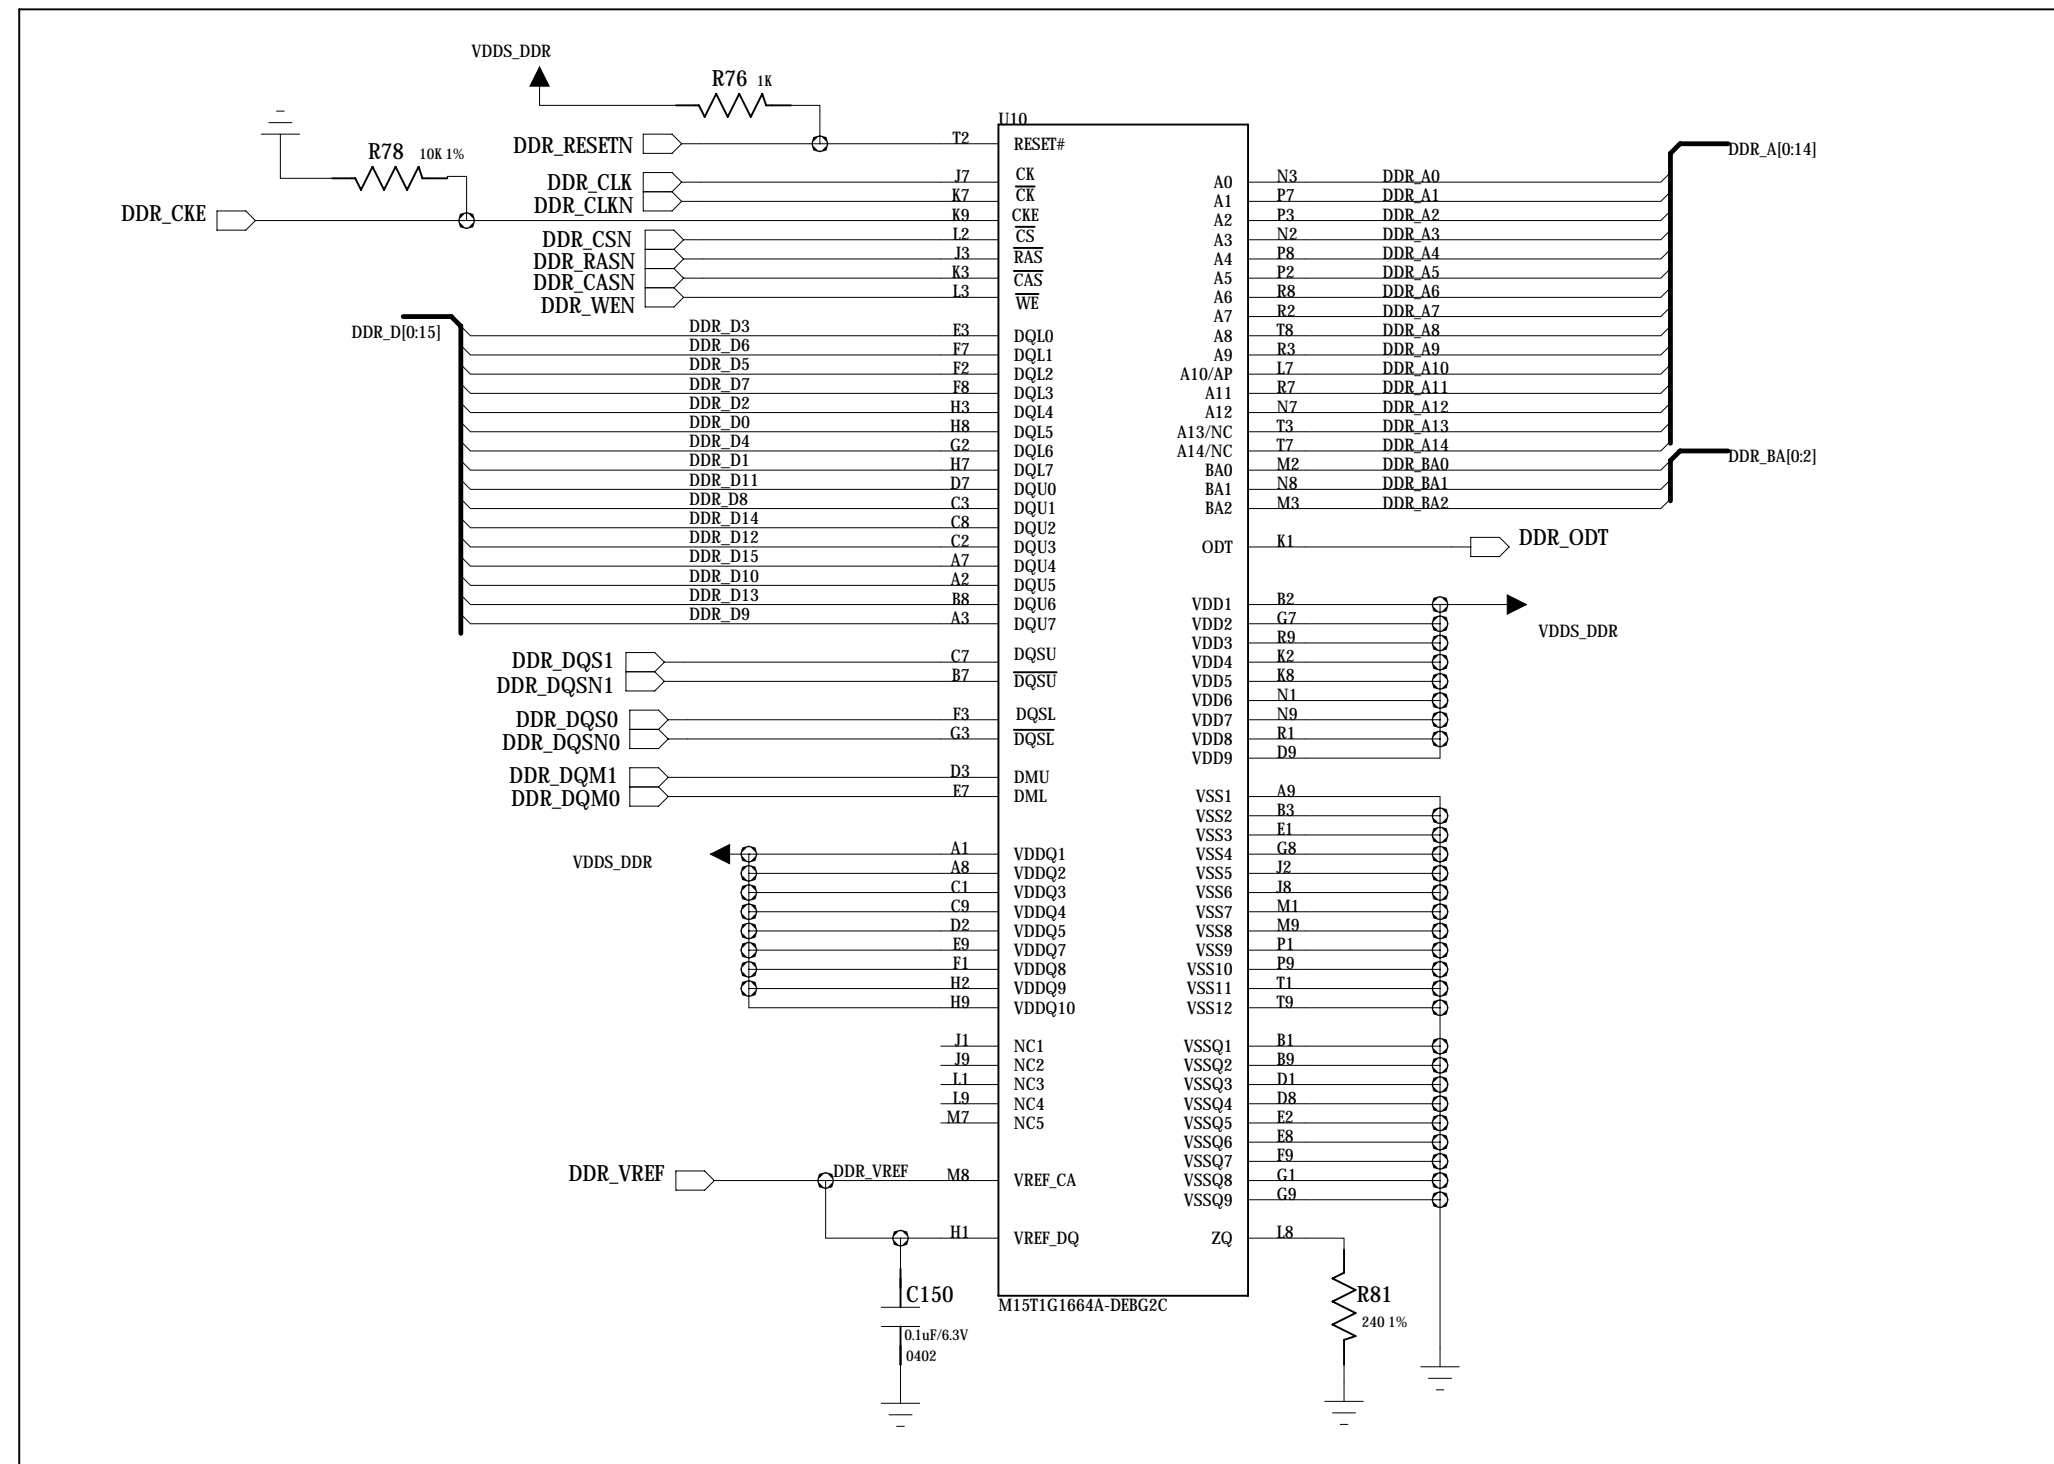 VDDS_DDR
R76 1K
U10
DDR_RESETN T2 RESET#
R78 10K 1%
DDR_A[0:14]
DDR_CLK J7 CK
DDR_CLKN K7 CK
DDR_CKE K9 CKE
DDR_CSN L2 CS
DDR_RASN J3 RAS
DDR_CASN K3 CAS
DDR_WEN L3 WE
A0 N3 DDR_A0
A1 P7 DDR_A1
A2 P3 DDR_A2
A3 N2 DDR_A3
A4 P8 DDR_A4
A5 P2 DDR_A5
A6 R8 DDR_A6
A7 R2 DDR_A7
A8 T8 DDR_A8
A9 R3 DDR_A9
A10/AP L7 DDR_A10
A11 R7 DDR_A11
A12 N7 DDR_A12
A13/NC T3 DDR_A13
A14/NC T7 DDR_A14
BA0 M2 DDR_BA0
BA1 N8 DDR_BA1
BA2 M3 DDR_BA2
DDR_BA[0:2]
DDR_D[0:15]
DDR_D3 E3 DQL0
DDR_D6 F7 DQL1
DDR_D5 F2 DQL2
DDR_D7 F8 DQL3
DDR_D2 H3 DQL4
DDR_D0 H8 DQL5
DDR_D4 G2 DQL6
DDR_D1 H7 DQL7
DDR_D11 D7 DQU0
DDR_D8 C3 DQU1
DDR_D14 C8 DQU2
DDR_D12 C2 DQU3
DDR_D15 A7 DQU4
DDR_D10 A2 DQU5
DDR_D13 B8 DQU6
DDR_D9 A3 DQU7
ODT K1 DDR_ODT
VDD1 B2
VDDS_DDR
VDD2 G7
VDD3 R9
VDD4 K2
VDD5 K8
VDD6 N1
VDD7 N9
VDD8 R1
VDD9 D9
DDR_DQS1 C7 DQSU
DDR_DQSN1 B7 DQSU
DDR_DQS0 F3 DQSL
DDR_DQSN0 G3 DQSL
DDR_DQM1 D3 DMU
DDR_DQM0 E7 DML
VSS1 A9
VSS2 B3
VSS3 E1
VSS4 G8
VSS5 J2
VSS6 J8
VSS7 M1
VSS8 M9
VSS9 P1
VSS10 P9
VSS11 T1
VSS12 T9
VDDS_DDR
A1 VDDQ1
A8 VDDQ2
C1 VDDQ3
C9 VDDQ4
D2 VDDQ5
E9 VDDQ7
F1 VDDQ8
H2 VDDQ9
H9 VDDQ10
J1 NC1
J9 NC2
L1 NC3
L9 NC4
M7 NC5
VSSQ1 B1
VSSQ2 B9
VSSQ3 D1
VSSQ4 D8
VSSQ5 E2
VSSQ6 E8
VSSQ7 F9
VSSQ8 G1
VSSQ9 G9
DDR_VREF DDR_VREF M8 VREF_CA
H1 VREF_DQ
ZQ L8
C150
0.1uF/6.3V
0402
R81
240 1%
M15T1G1664A-DEBG2C